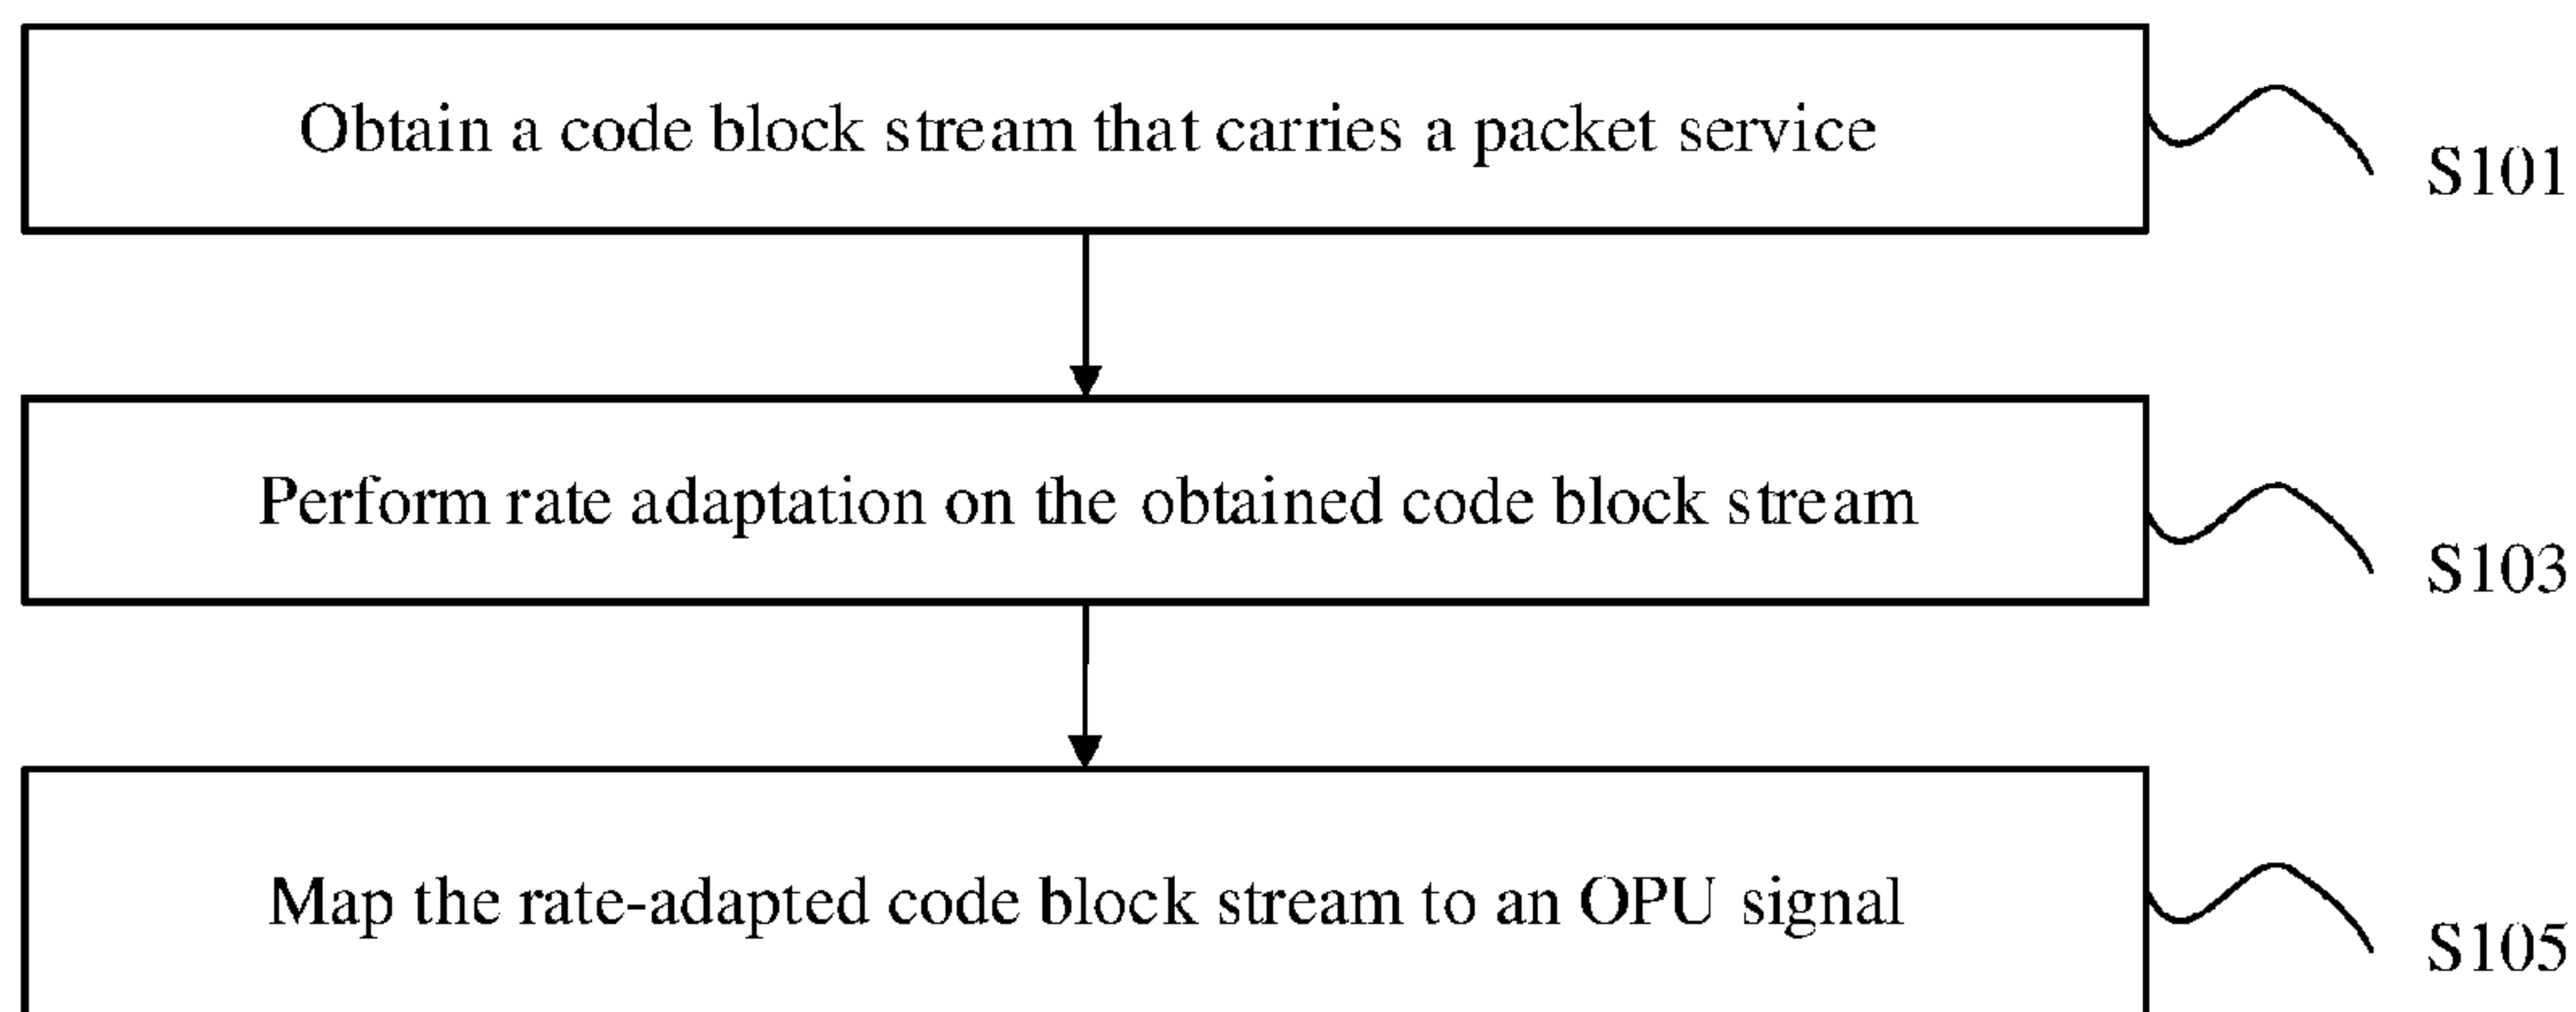 Obtain a code block stream that carries a packet service
S101
Perform rate adaptation on the obtained code block stream
S103
Map the rate-adapted code block stream to an OPU signal
S105